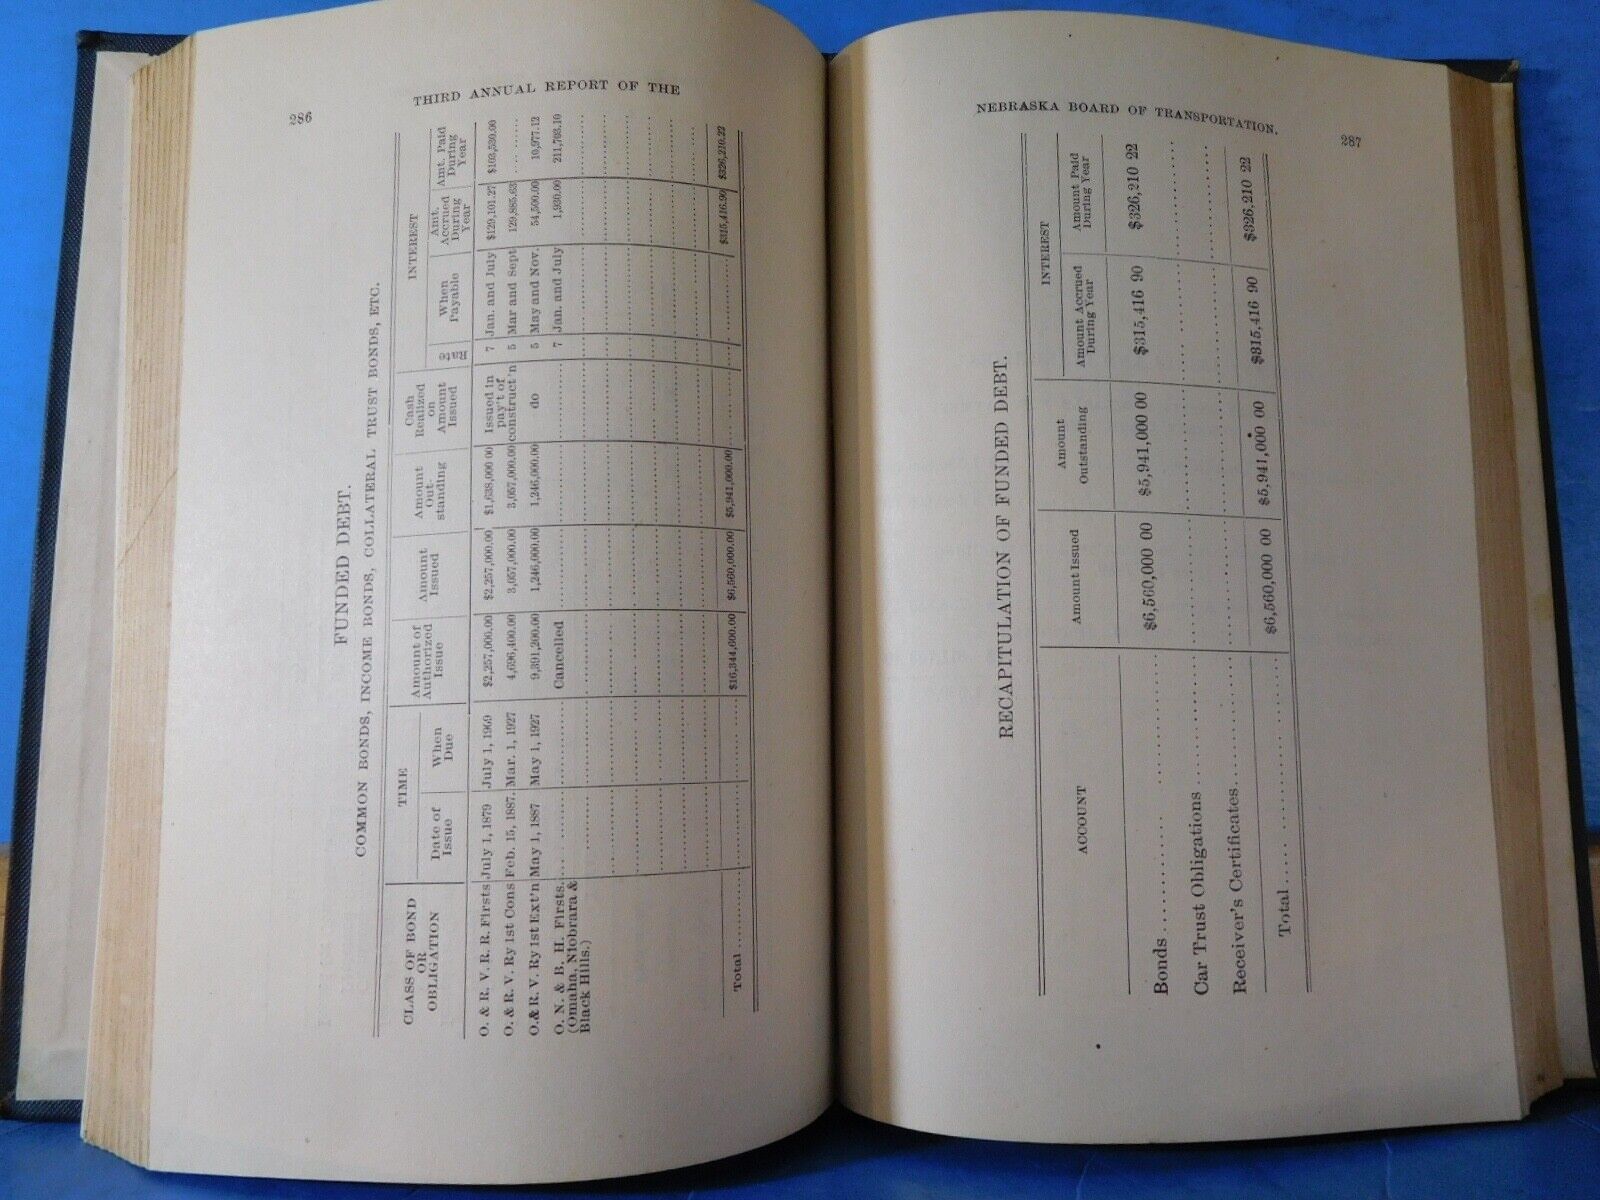 286
THIRD ANNUAL REPORT OF THE
FUNDED DEBT.
COMMON BONDS, INCOME BONDS, COLLATERAL TRUST BONDS, ETC.
CLASS OF BOND OR OBLIGATION | TIME | Date of Issue | When Due | Amount of Authorized Issue | Amount Issued | Amount Out-standing | Cash Realized on Amount Issued | INTEREST | Rate | When Payable | Amt. Accrued During Year | Amt. Paid During Year
O. & R. V. R. R. Firsts July 1, 1879 July 1, 1909 $2,257,000.00 $2,257,000.00 $1,638,000 00 Issued in pay't of 7 Jan. and July $129,101.27 $103,530.00
O. & R. V. Ry 1st Cons Feb. 15, 1887. Mar. 1, 1927 4,696,400.00 3,057,000.00 3,057,000.00 construct'n 5 Mar and Sept 129,885.63 ........
O. & R. V. Ry 1st Ext'n May 1, 1887 May 1, 1927 9,391,200.00 1,246,000.00 1,246,000.00 do 5 May and Nov. 54,500.00 10,977.12
O. N. & B. H. Firsts. Cancelled 7 Jan. and July 1,930.00 211,703.10
(Omaha, Niobrara &
Black Hills.)
Total............ $16,344,600.00 $6,560,000.00 $5,941,000.00 $315,416.90 $326,210.22
NEBRASKA BOARD OF TRANSPORTATION.
287
RECAPITULATION OF FUNDED DEBT.
ACCOUNT | Amount Issued | Amount Outstanding | INTEREST | Amount Accrued During Year | Amount Paid During Year
Bonds .................... $6,560,000 00 $5,941,000 00 $315,416 90 $326,210 22
Car Trust Obligations ............
Receiver's Certificates............
Total............ $6,560,000 00 $5,941,000 00 $315,416 90 $326,210 22